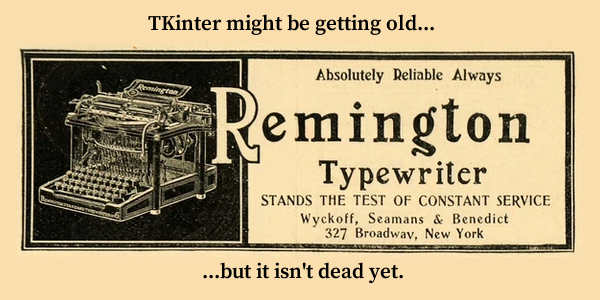 TKinter might be getting old...
Remington
Absolutely Reliable Always
Remington
Typewriter
STANDS THE TEST OF CONSTANT SERVICE
Wyckoff, Seamans & Benedict
327 Broadway, New York
...but it isn't dead yet.